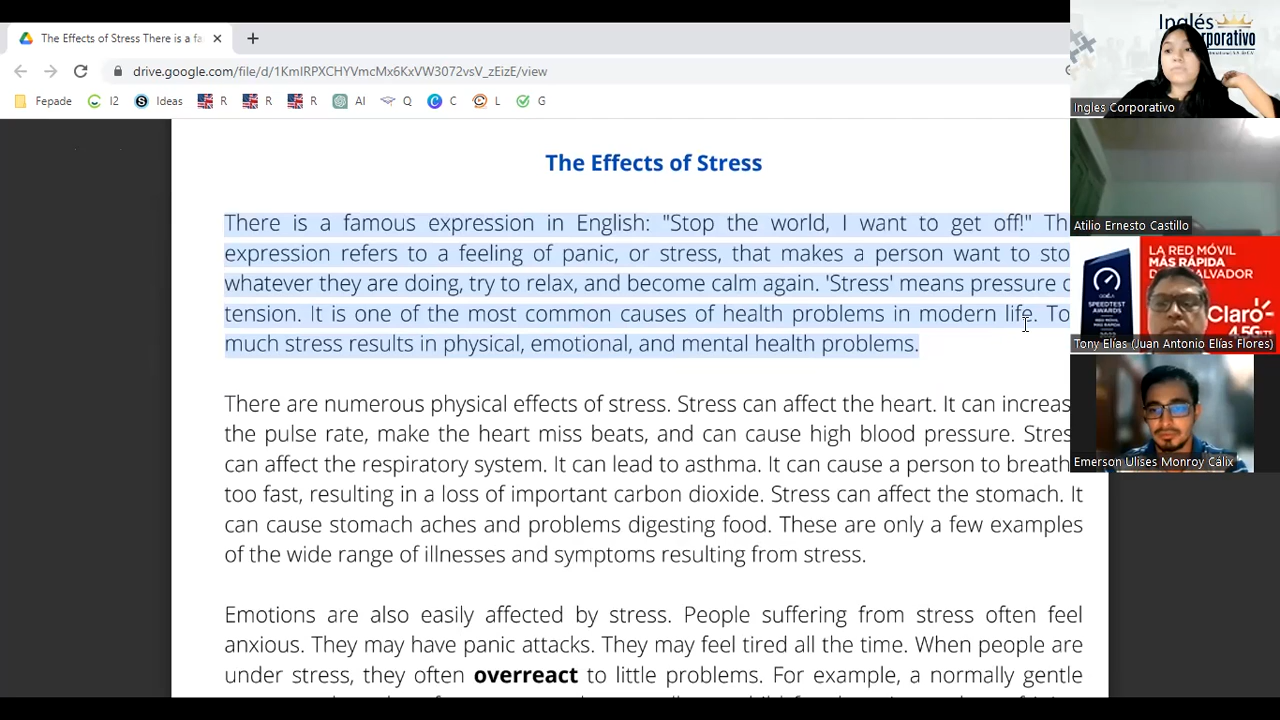 The Effects of Stress There is a fa
drive.google.com/file/d/1KmIRPXCHYVmcMx6KxVW3072vsV_zEizE/view
Fepade I2 Ideas R R R AI Q C L G
The Effects of Stress
There is a famous expression in English: "Stop the world, I want to get off!" Th
expression refers to a feeling of panic, or stress, that makes a person want to sto
whatever they are doing, try to relax, and become calm again. 'Stress' means pressure o
tension. It is one of the most common causes of health problems in modern life. To
much stress results in physical, emotional, and mental health problems.
There are numerous physical effects of stress. Stress can affect the heart. It can increas
the pulse rate, make the heart miss beats, and can cause high blood pressure. Stres
can affect the respiratory system. It can lead to asthma. It can cause a person to breath
too fast, resulting in a loss of important carbon dioxide. Stress can affect the stomach. It
can cause stomach aches and problems digesting food. These are only a few examples
of the wide range of illnesses and symptoms resulting from stress.
Emotions are also easily affected by stress. People suffering from stress often feel
anxious. They may have panic attacks. They may feel tired all the time. When people are
under stress, they often overreact to little problems. For example, a normally gentle
Inglés
rporativo
Ingles Corporativo
Atilio Ernesto Castillo
LA RED MÓVIL
MÁS RÁPIDA
D SALVADOR
SPEEDTEST
AWARDS
Claro
4.5G
Tony Elías (Juan Antonio Elías Flores)
Emerson Ulises Monroy Cálix